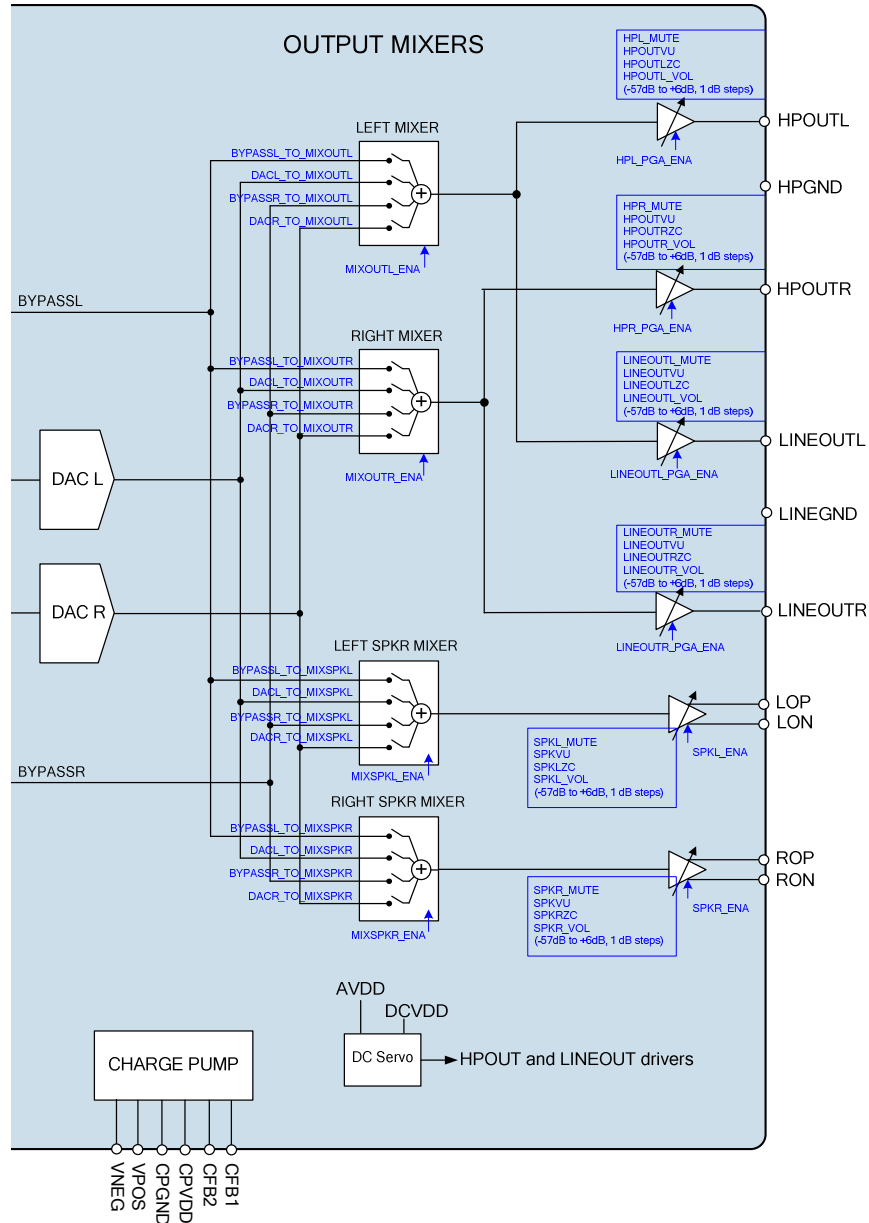 OUTPUT MIXERS
HPL_MUTE
HPOUTVU
HPOUTLZC
HPOUTL_VOL
(-57dB to +6dB, 1 dB steps)
HPOUTL
HPL_PGA_ENA
LEFT MIXER
BYPASSL_TO_MIXOUTL
DACL_TO_MIXOUTL
BYPASSR_TO_MIXOUTL
DACR_TO_MIXOUTL
MIXOUTL_ENA
HPGND
HPR_MUTE
HPOUTVU
HPOUTRZC
HPOUTR_VOL
(-57dB to +6dB, 1 dB steps)
HPOUTR
HPR_PGA_ENA
BYPASSL
RIGHT MIXER
BYPASSL_TO_MIXOUTR
DACL_TO_MIXOUTR
BYPASSR_TO_MIXOUTR
DACR_TO_MIXOUTR
MIXOUTR_ENA
LINEOUTL_MUTE
LINEOUTVU
LINEOUTLZC
LINEOUTL_VOL
(-57dB to +6dB, 1 dB steps)
LINEOUTL
LINEOUTL_PGA_ENA
DAC L
LINEGND
LINEOUTR_MUTE
LINEOUTVU
LINEOUTRZC
LINEOUTR_VOL
(-57dB to +6dB, 1 dB steps)
LINEOUTR
LINEOUTR_PGA_ENA
DAC R
LEFT SPKR MIXER
BYPASSL_TO_MIXSPKL
DACL_TO_MIXSPKL
BYPASSR_TO_MIXSPKL
DACR_TO_MIXSPKL
MIXSPKL_ENA
LOP
LON
SPKL_ENA
SPKL_MUTE
SPKVU
SPKLZC
SPKL_VOL
(-57dB to +6dB, 1 dB steps)
BYPASSR
RIGHT SPKR MIXER
BYPASSL_TO_MIXSPKR
DACL_TO_MIXSPKR
BYPASSR_TO_MIXSPKR
DACR_TO_MIXSPKR
MIXSPKR_ENA
ROP
RON
SPKR_ENA
SPKR_MUTE
SPKVU
SPKRZC
SPKR_VOL
(-57dB to +6dB, 1 dB steps)
AVDD
DCVDD
DC Servo
HPOUT and LINEOUT drivers
CHARGE PUMP
VNEG
VPOS
CPGND
CPVDD
CFB2
CFB1